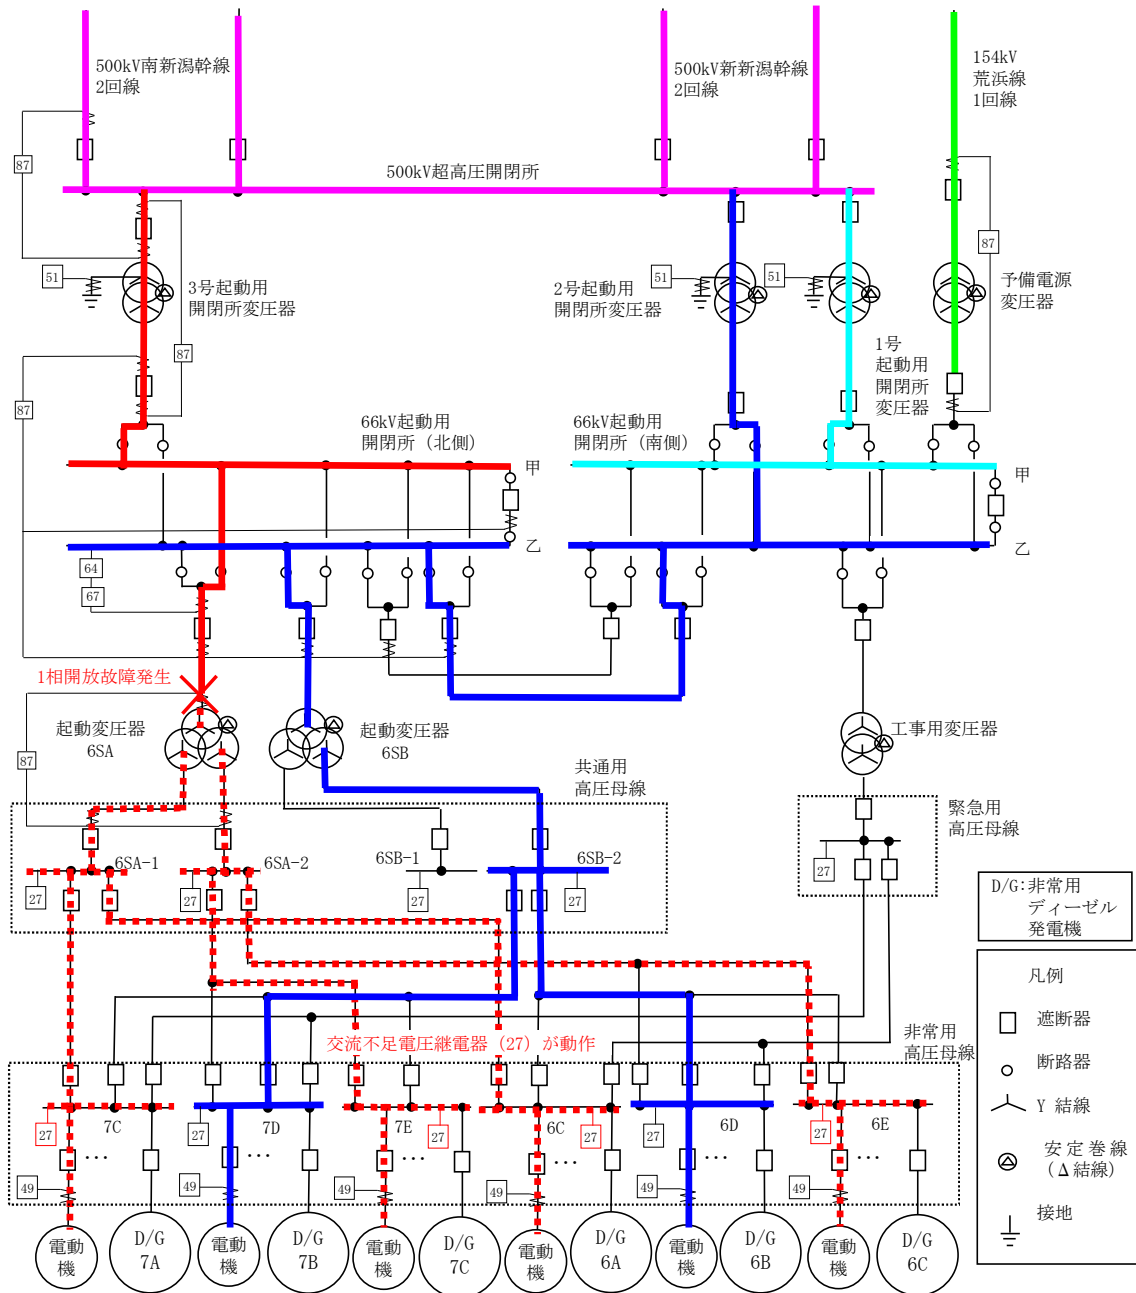 500kV南新潟幹線
2回線
500kV新新潟幹線
2回線
154kV
荒浜線
1回線
87
500kV超高圧開閉所
87
51
3号起動用
開閉所変圧器
51
2号起動用
開閉所変圧器
51
予備電源
変圧器
87
1号
起動用
開閉所
変圧器
87
66kV起動用
開閉所（北側）
66kV起動用
開閉所（南側）
甲
甲
乙
乙
64
67
1相開放故障発生
起動変圧器
6SA
起動変圧器
6SB
工事用変圧器
87
共通用
高圧母線
緊急用
高圧母線
6SA-1
6SA-2
6SB-1
6SB-2
27
27
27
27
27
D/G:非常用
ディーゼル
発電機
凡例
遮断器
断路器
Y 結線
安定巻線
(Δ結線)
接地
交流不足電圧継電器（27）が動作
非常用
高圧母線
7C
7D
7E
6C
6D
6E
27
27
27
27
27
27
···
···
···
···
···
···
49
49
49
49
49
49
電動
機
D/G
7A
電動
機
D/G
7B
電動
機
D/G
7C
電動
機
D/G
6A
電動
機
D/G
6B
電動
機
D/G
6C